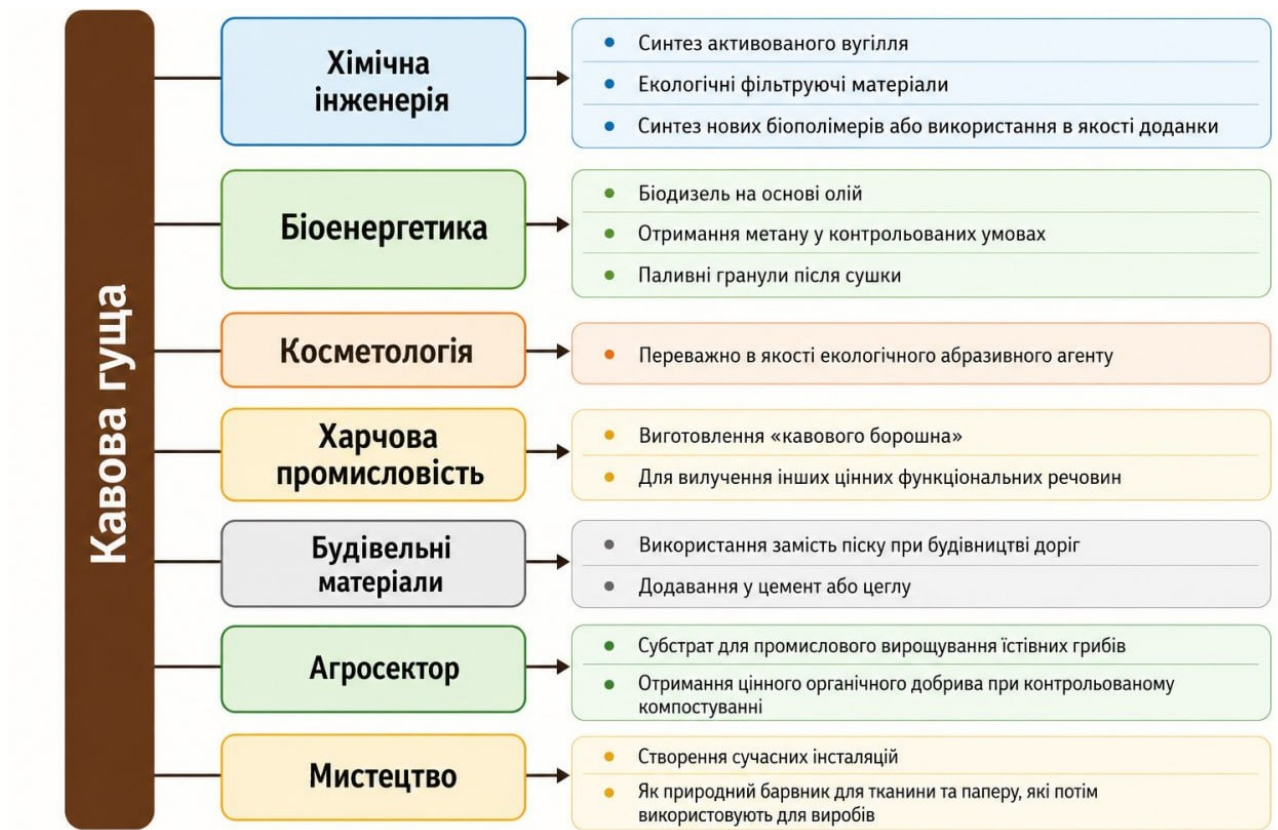 Кавова гуща
Хімічна
інженерія
Синтез активованого вугілля
Екологічні фільтруючі матеріали
Синтез нових біополімерів або використання в якості доданки
Біоенергетика
Біодизель на основі олій
Отримання метану у контрольованих умовах
Паливні гранули після сушки
Косметологія
Переважно в якості екологічного абразивного агенту
Харчова
промисловість
Виготовлення «кавового борошна»
Для вилучення інших цінних функціональних речовин
Будівельні
матеріали
Використання замість піску при будівництві доріг
Додавання у цемент або цеглу
Агросектор
Субстрат для промислового вирощування їстівних грибів
Отримання цінного органічного добрива при контрольованому
компостуванні
Мистецтво
Створення сучасних інсталяцій
Як природний барвник для тканини та паперу, які потім
використовують для виробів